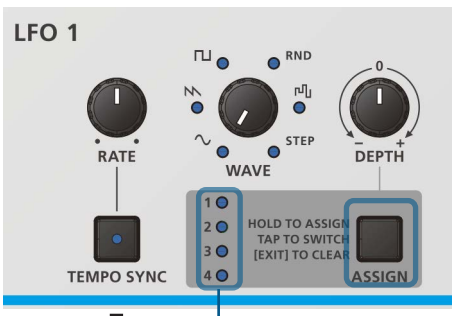 LFO 1
RND
0
STEP
RATE
WAVE
− +
DEPTH
1
2
3
4
HOLD TO ASSIGN
TAP TO SWITCH
[EXIT] TO CLEAR
TEMPO SYNC
ASSIGN